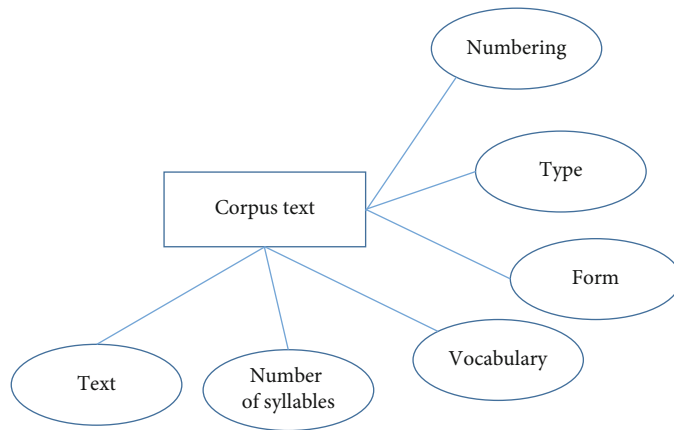 Numbering
Type
Corpus text
Form
Vocabulary
Text
Number
of syllables